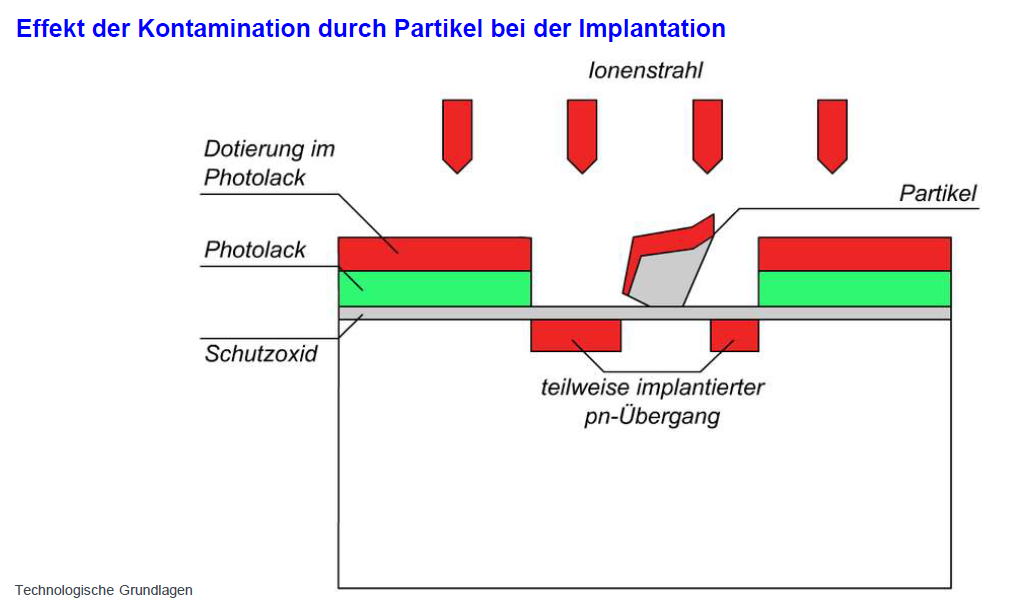 Effekt der Kontamination durch Partikel bei der Implantation
Ionenstrahl
Dotierung im
Photolack
Partikel
Photolack
Schutzoxid
teilweise implantierter
pn-Übergang
Technologische Grundlagen